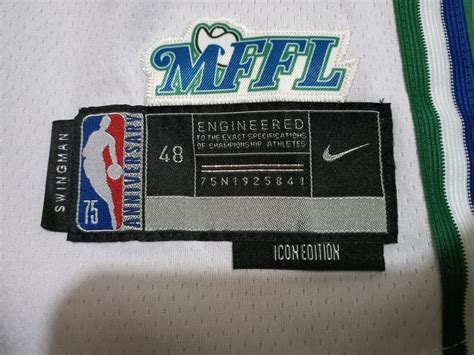 MFFL
SWINGMAN
75
ANNIVERSARY
48
ENGINEERED
TO THE EXACT SPECIFICATIONS
OF CHAMPIONSHIP ATHLETES
75N1925841
ICON EDITION